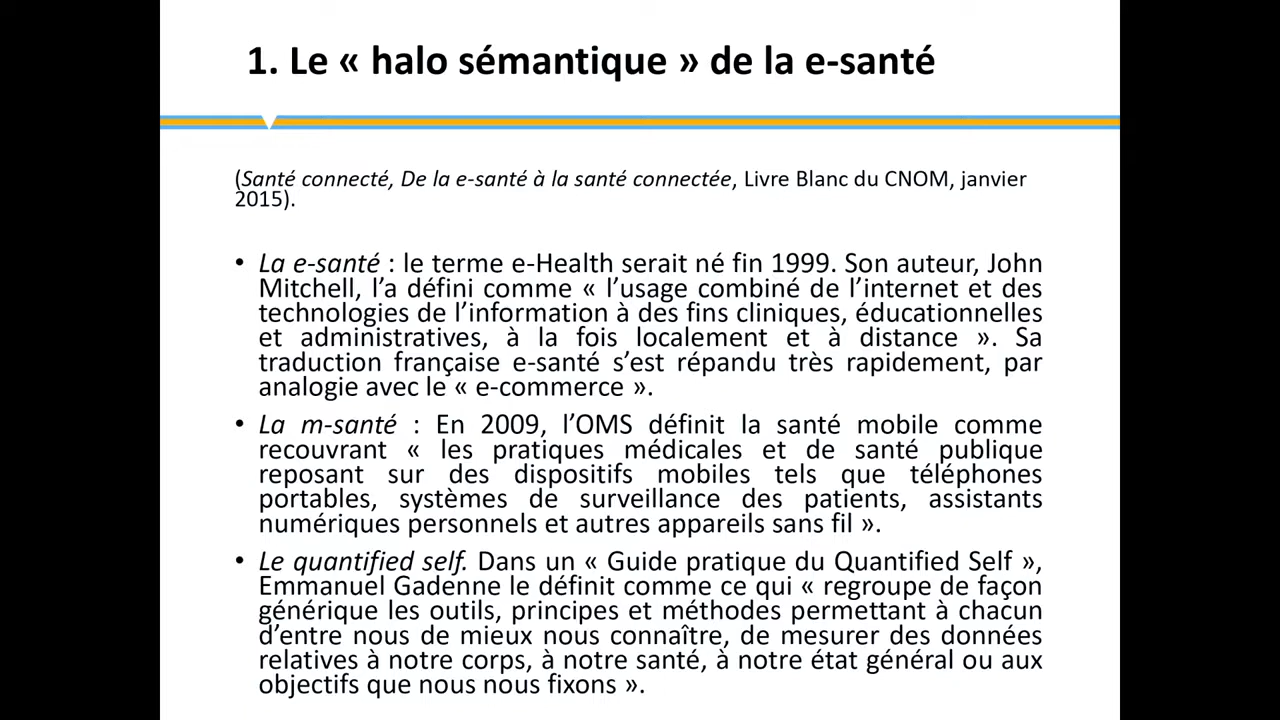 1. Le « halo sémantique » de la e-santé
(Santé connecté, De la e-santé à la santé connectée, Livre Blanc du CNOM, janvier
2015).
• La e-santé : le terme e-Health serait né fin 1999. Son auteur, John
Mitchell, l’a défini comme « l’usage combiné de l’internet et des
technologies de l’information à des fins cliniques, éducationnelles
et administratives, à la fois localement et à distance ». Sa
traduction française e-santé s’est répandu très rapidement, par
analogie avec le « e-commerce ».
• La m-santé : En 2009, l’OMS définit la santé mobile comme
recouvrant « les pratiques médicales et de santé publique
reposant sur des dispositifs mobiles tels que téléphones
portables, systèmes de surveillance des patients, assistants
numériques personnels et autres appareils sans fil ».
• Le quantified self. Dans un « Guide pratique du Quantified Self »,
Emmanuel Gadenne le définit comme ce qui « regroupe de façon
générique les outils, principes et méthodes permettant à chacun
d’entre nous de mieux nous connaître, de mesurer des données
relatives à notre corps, à notre santé, à notre état général ou aux
objectifs que nous nous fixons ».